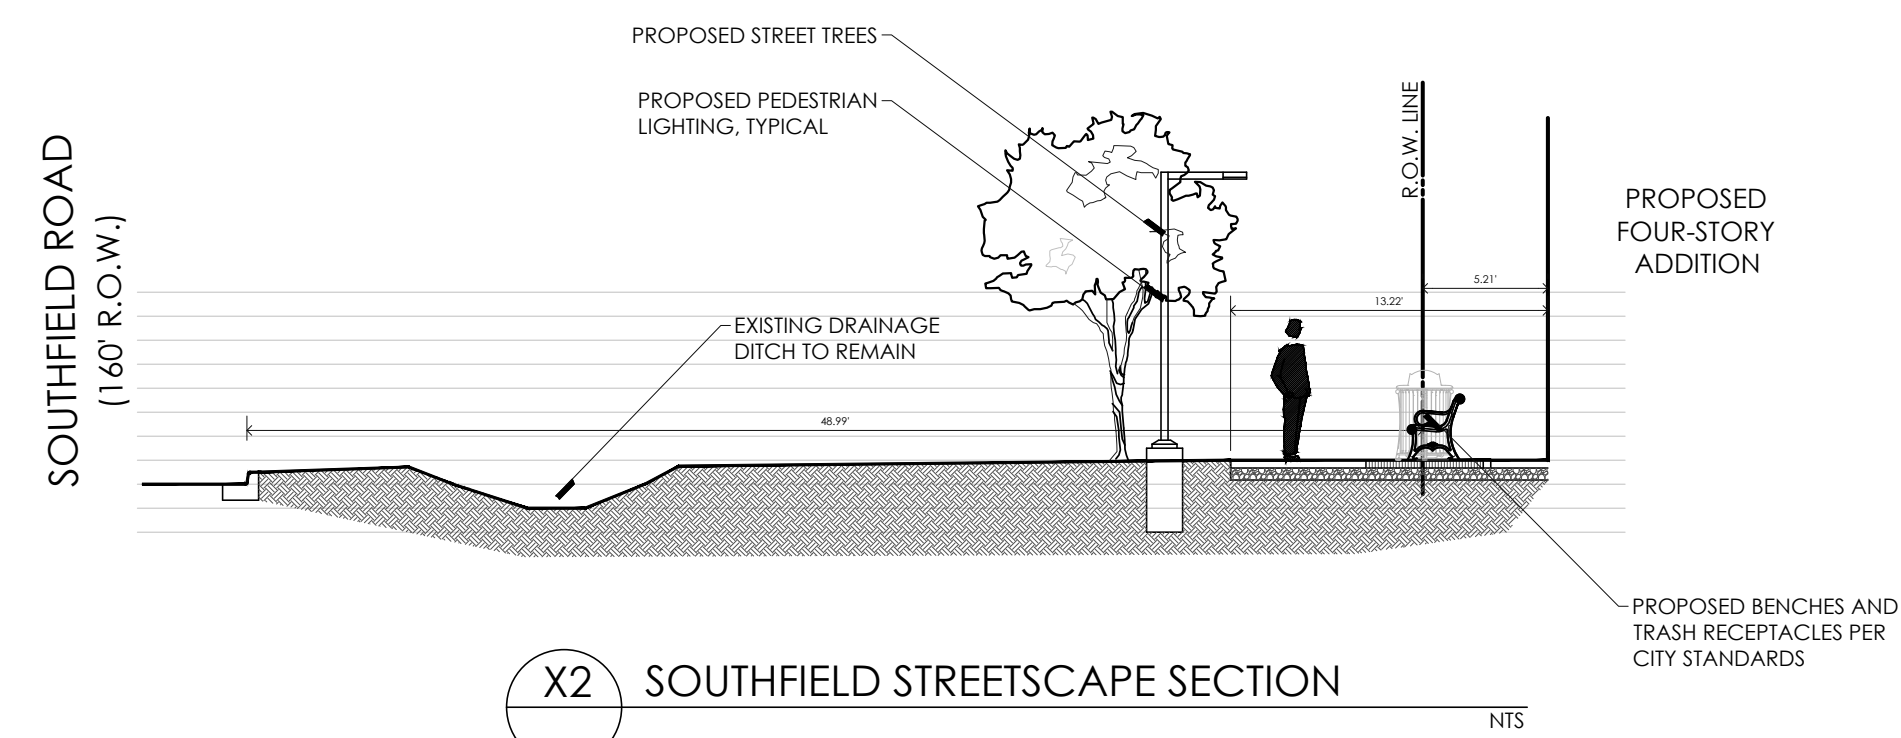 PROPOSED STREET TREES
PROPOSED PEDESTRIAN
LIGHTING, TYPICAL
SOUTHFIELD ROAD
(160' R.O.W.)
R.O.W. LINE
PROPOSED
FOUR-STORY
ADDITION
5.21'
13.22'
EXISTING DRAINAGE
DITCH TO REMAIN
48.99'
PROPOSED BENCHES AND
TRASH RECEPTACLES PER
CITY STANDARDS
X2
SOUTHFIELD STREETSCAPE SECTION
NTS